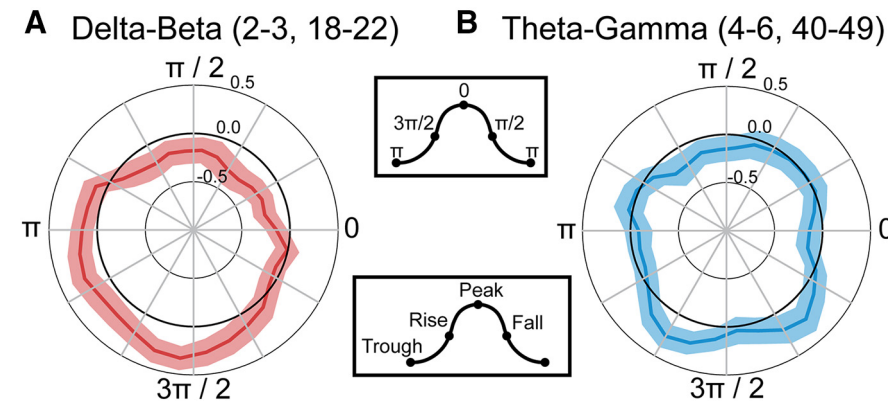 A Delta-Beta (2-3, 18-22)
π / 2
0.5
0.0
-0.5
π
0
3π / 2
0
3π/2
π/2
π
π
Peak
Rise
Fall
Trough
B Theta-Gamma (4-6, 40-49)
π / 2
0.5
0.0
-0.5
π
0
3π / 2